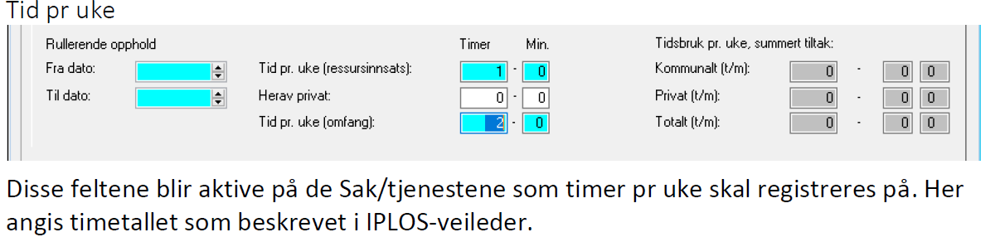 Tid pr uke
Rullerende opphold Timer Min. Tidsbruk pr. uke, summert tiltak:
Fra dato: Tid pr. uke (ressursinnsats): 1 - 0 Kommunalt (t/m): 0 - 0 0
Til dato: Herav privat: 0 - 0 Privat (t/m): 0 - 0 0
Tid pr. uke (omfang): 2 - 0 Totalt (t/m): 0 - 0 0
Disse feltene blir aktive på de Sak/tjenestene som timer pr uke skal registreres på. Her
angis timetallet som beskrevet i IPLOS-veileder.